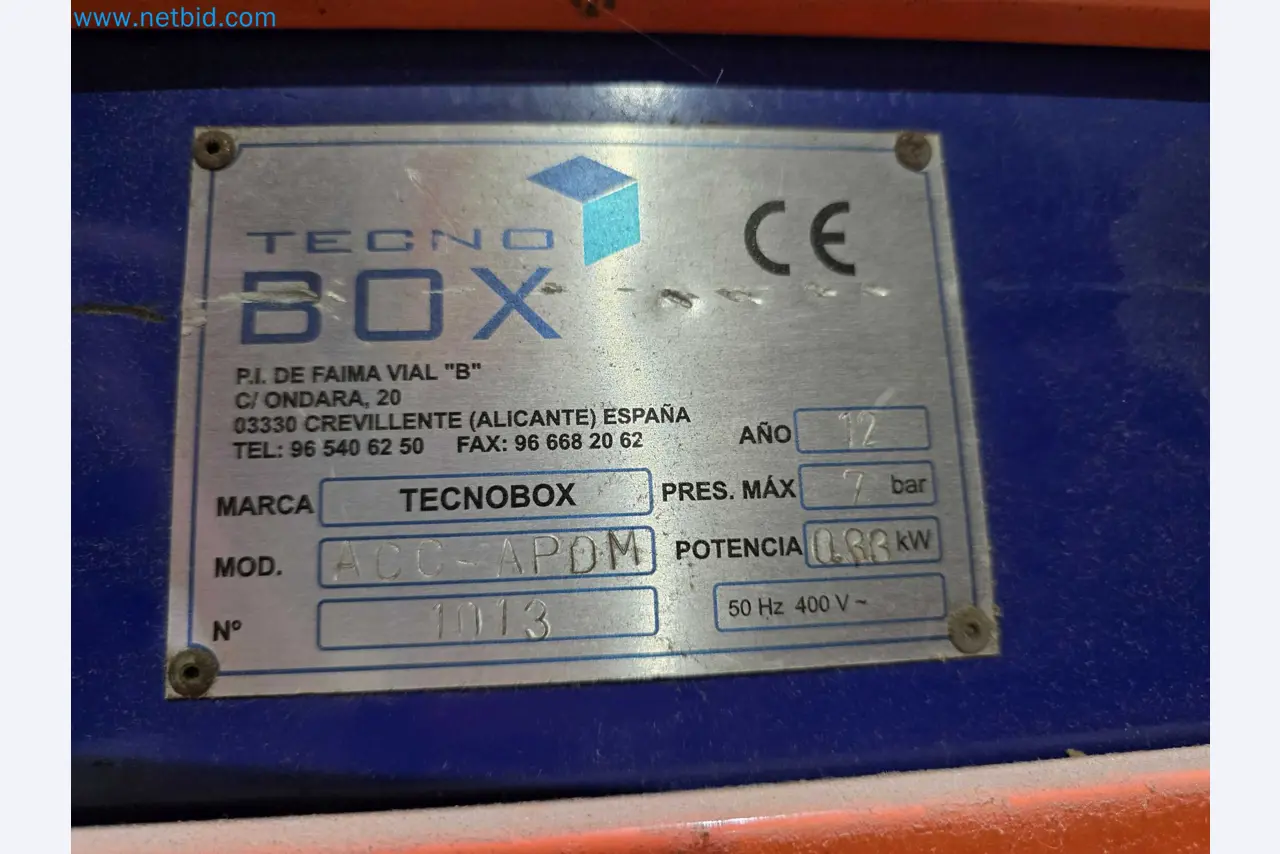 www.netbid.com
TECNO
BOX
CE
P.I. DE FAIMA VIAL "B"
C/ ONDARA, 20
03330 CREVILLENTE (ALICANTE) ESPAÑA
TEL: 96 540 62 50 FAX: 96 668 20 62
AÑO 12
MARCA TECNOBOX
PRES. MÁX 7 bar
MOD. ACC-APDM
POTENCIA kW
Nº 1013
50 Hz 400 V ~